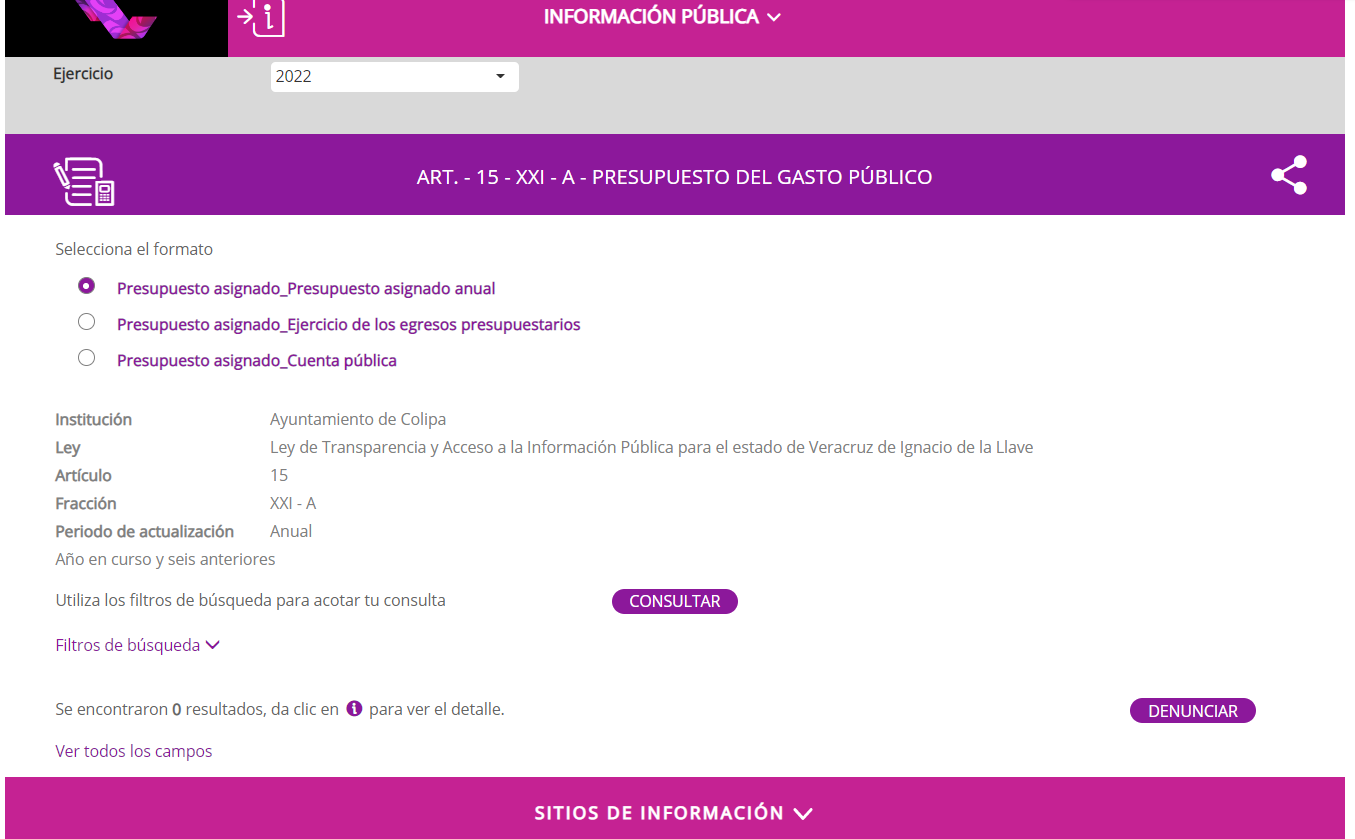 INFORMACIÓN PÚBLICA
Ejercicio 2022
ART. - 15 - XXI - A - PRESUPUESTO DEL GASTO PÚBLICO
Selecciona el formato
Presupuesto asignado_Presupuesto asignado anual
Presupuesto asignado_Ejercicio de los egresos presupuestarios
Presupuesto asignado_Cuenta pública
Institución Ayuntamiento de Colipa
Ley Ley de Transparencia y Acceso a la Información Pública para el estado de Veracruz de Ignacio de la Llave
Artículo 15
Fracción XXI - A
Periodo de actualización Anual
Año en curso y seis anteriores
Utiliza los filtros de búsqueda para acotar tu consulta CONSULTAR
Filtros de búsqueda
Se encontraron 0 resultados, da clic en i para ver el detalle. DENUNCIAR
Ver todos los campos
SITIOS DE INFORMACIÓN